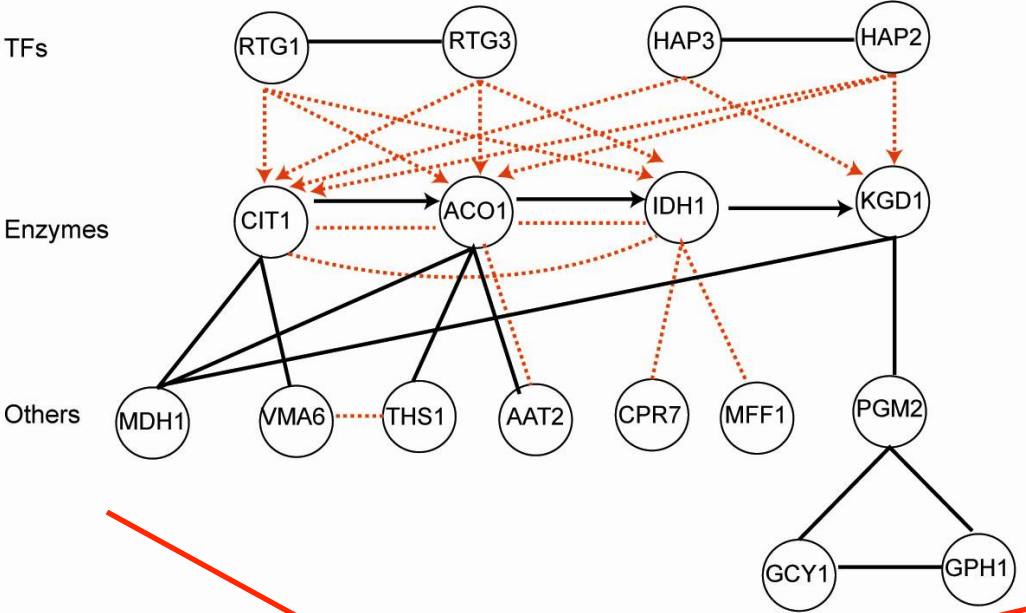 TFs RTG1 RTG3 HAP3 HAP2
Enzymes CIT1 ACO1 IDH1 KGD1
Others MDH1 VMA6 THS1 AAT2 CPR7 MFF1 PGM2
GCY1 GPH1